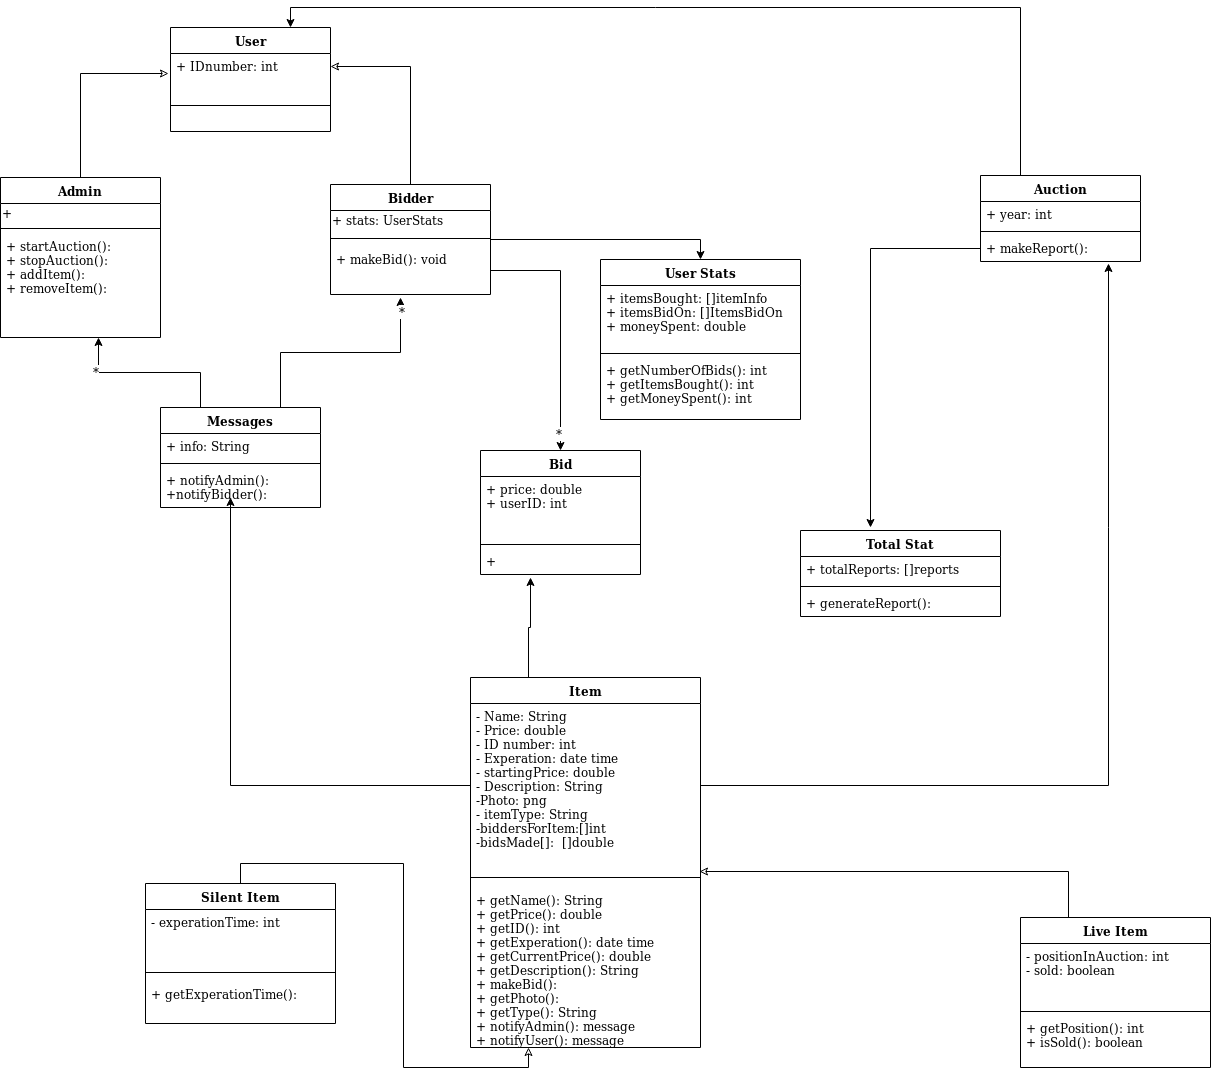 User
+ IDnumber: int
Admin
+
+ startAuction():
+ stopAuction():
+ addItem():
+ removeItem():
Bidder
+ stats: UserStats
+ makeBid(): void
Auction
+ year: int
+ makeReport():
User Stats
+ itemsBought: []itemInfo
+ itemsBidOn: []ItemsBidOn
+ moneySpent: double
+ getNumberOfBids(): int
+ getItemsBought(): int
+ getMoneySpent(): int
*
*
Messages
+ info: String
+ notifyAdmin():
+notifyBidder():
*
Bid
+ price: double
+ userID: int
+
Total Stat
+ totalReports: []reports
+ generateReport():
Item
- Name: String
- Price: double
- ID number: int
- Experation: date time
- startingPrice: double
- Description: String
-Photo: png
- itemType: String
-biddersForItem:[]int
-bidsMade[]:  []double
+ getName(): String
+ getPrice(): double
+ getID(): int
+ getExperation(): date time
+ getCurrentPrice(): double
+ getDescription(): String
+ makeBid():
+ getPhoto():
+ getType(): String
+ notifyAdmin(): message
+ notifyUser(): message
Silent Item
- experationTime: int
+ getExperationTime():
Live Item
- positionInAuction: int
- sold: boolean
+ getPosition(): int
+ isSold(): boolean